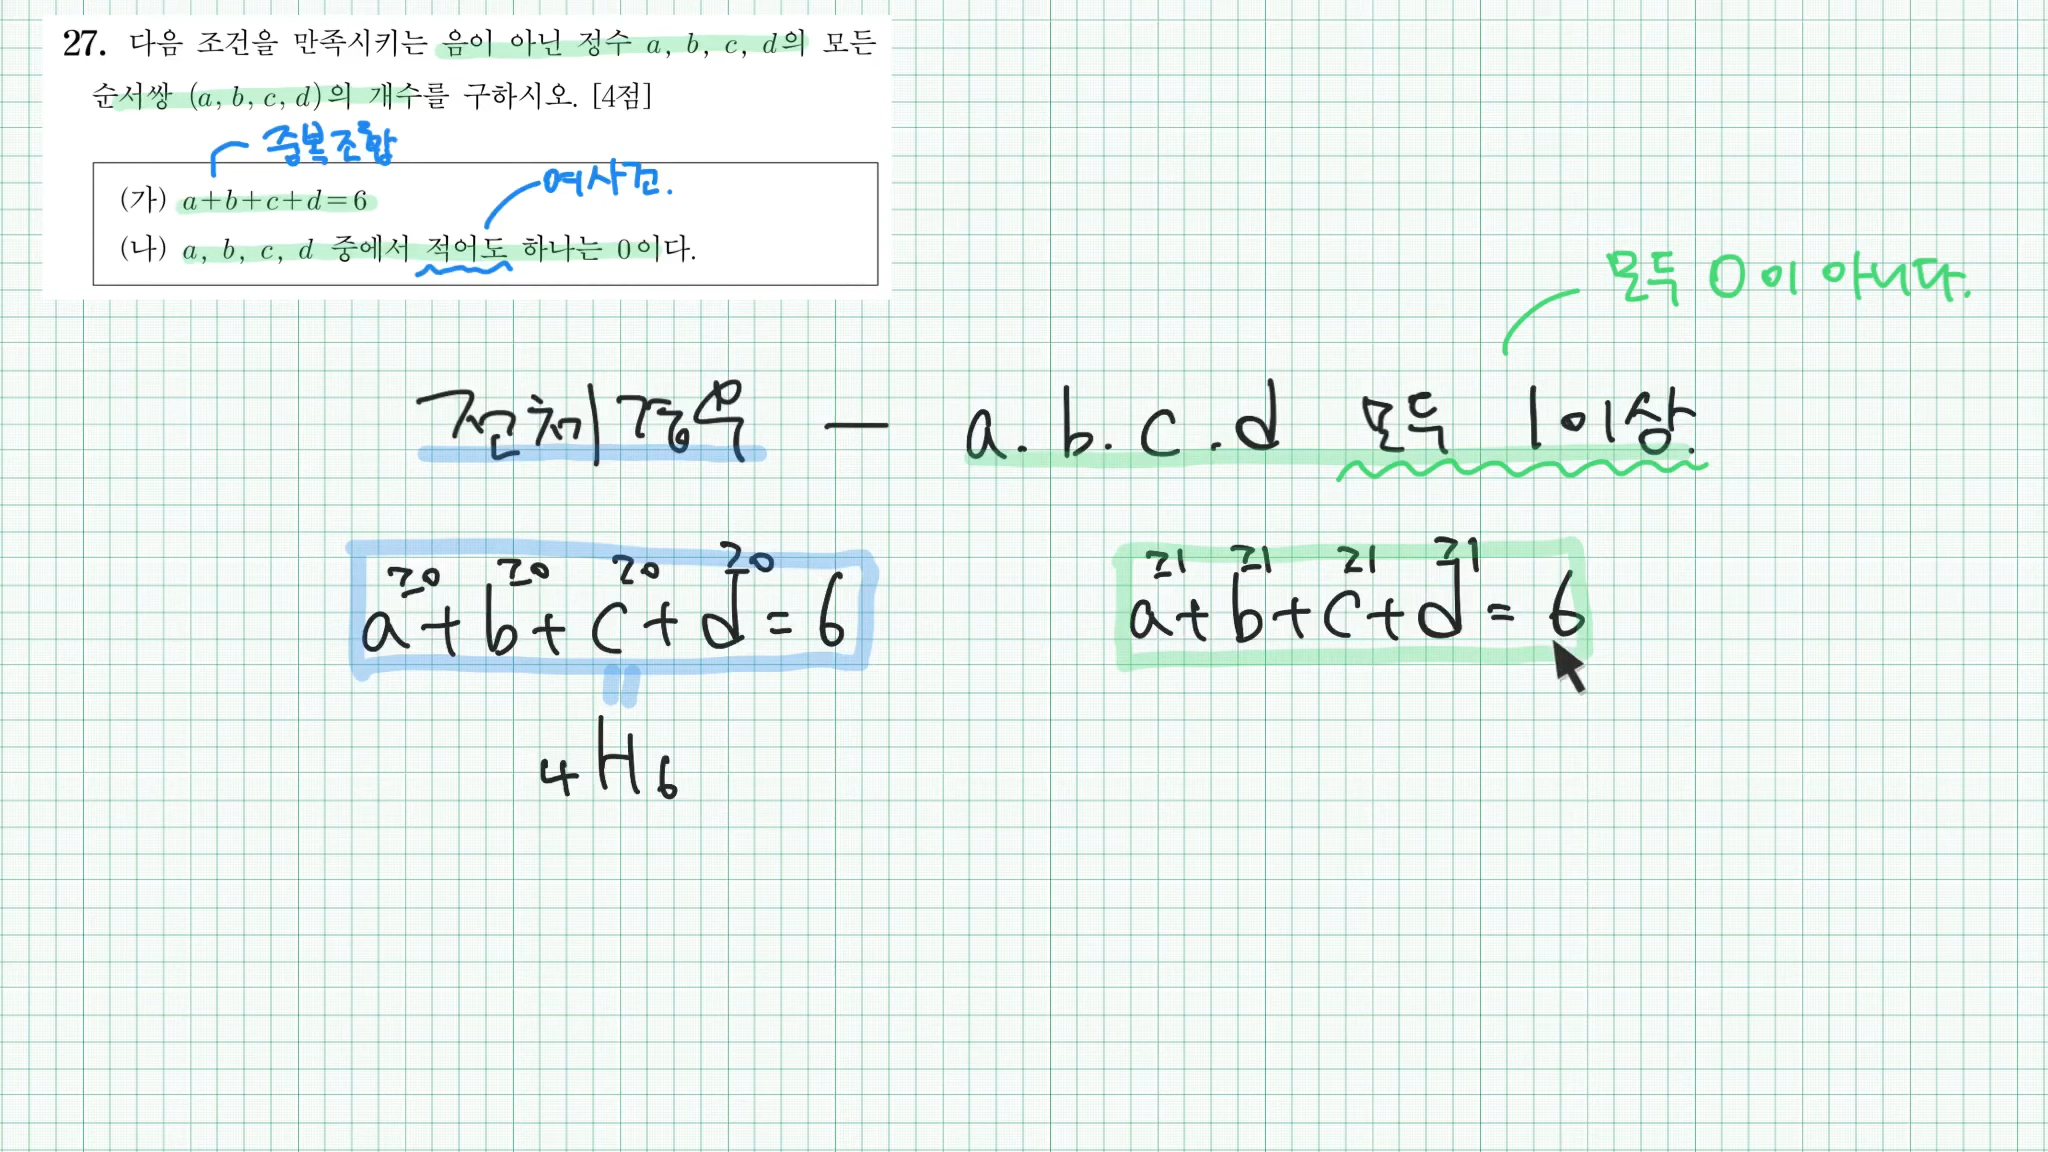 27. 다음 조건을 만족시키는 음이 아닌 정수 a, b, c, d의 모든
순서쌍 (a, b, c, d)의 개수를 구하시오. [4점]
중복조합
(가) a+b+c+d=6
여사건.
(나) a, b, c, d 중에서 적어도 하나는 0이다.
모두 0이 아니다.
전체 경우 — a. b. c. d 모두 1이상.
a≥0 + b≥0 + c≥0 + d≥0 = 6
a≥1 + b≥1 + c≥1 + d≥1 = 6
=
₄H₆